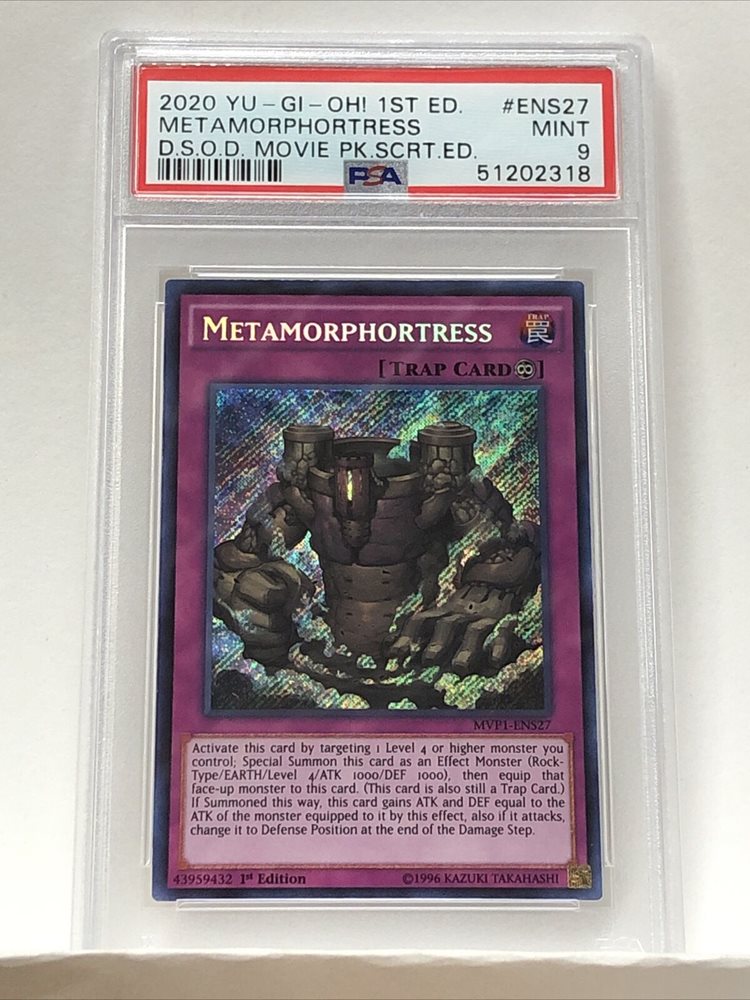 2020 YU-GI-OH! 1ST ED. #ENS27
METAMORPHORTRESS MINT
D.S.O.D. MOVIE PK.SCRT.ED. 9
PSA 51202318
METAMORPHORTRESS
TRAP
罠
[TRAP CARD]
MVP1-ENS27
Activate this card by targeting 1 Level 4 or higher monster you
control; Special Summon this card as an Effect Monster (Rock-
Type/EARTH/Level 4/ATK 1000/DEF 1000), then equip that
face-up monster to this card. (This card is also still a Trap Card.)
If Summoned this way, this card gains ATK and DEF equal to the
ATK of the monster equipped to it by this effect, also if it attacks,
change it to Defense Position at the end of the Damage Step.
43959432 1st Edition ©1996 KAZUKI TAKAHASHI